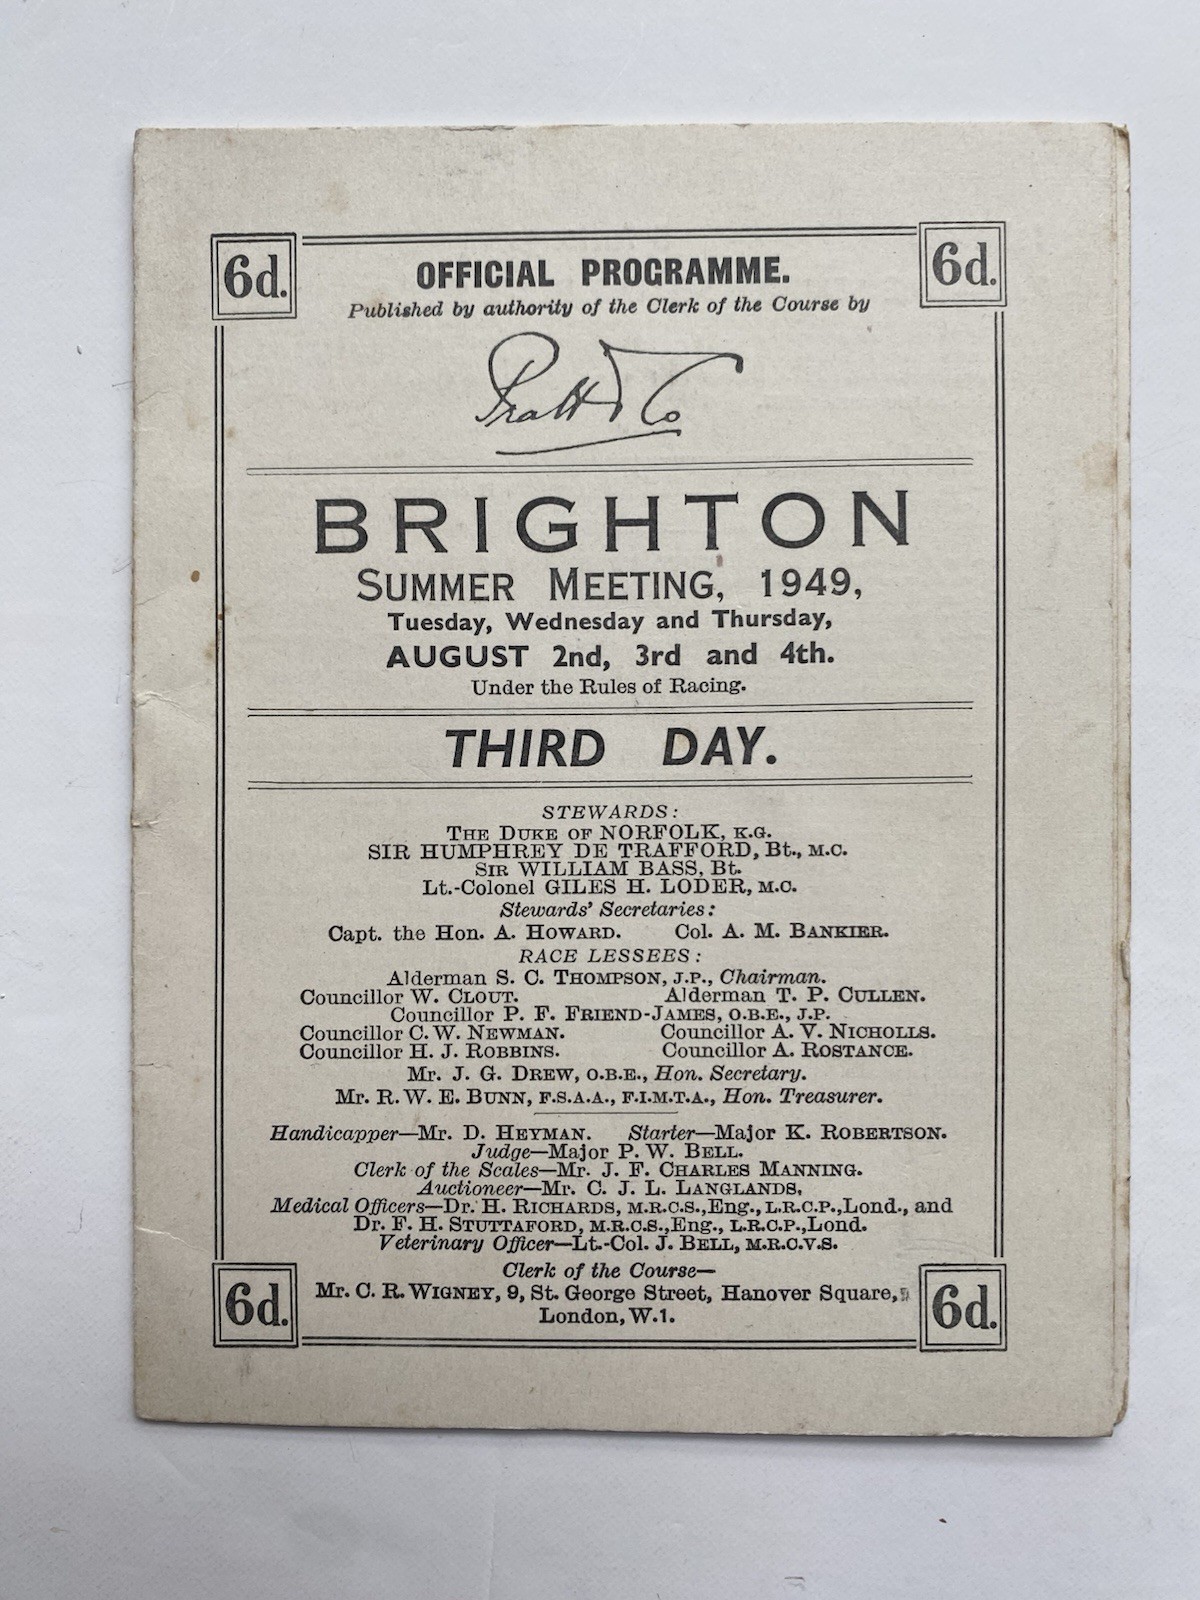 6d.
6d.
OFFICIAL PROGRAMME.
Published by authority of the Clerk of the Course by
Pratt & Co
BRIGHTON
SUMMER MEETING, 1949,
Tuesday, Wednesday and Thursday,
AUGUST 2nd, 3rd and 4th.
Under the Rules of Racing.
THIRD DAY.
STEWARDS:
THE DUKE OF NORFOLK, K.G.
SIR HUMPHREY DE TRAFFORD, Bt., M.C.
SIR WILLIAM BASS, Bt.
Lt.-Colonel GILES H. LODER, M.C.
Stewards' Secretaries:
Capt. the Hon. A. HOWARD. Col. A. M. BANKIER.
RACE LESSEES:
Alderman S. C. THOMPSON, J.P., Chairman.
Councillor W. CLOUT. Alderman T. P. CULLEN.
Councillor P. F. FRIEND-JAMES, O.B.E., J.P.
Councillor C. W. NEWMAN. Councillor A. V. NICHOLLS.
Councillor H. J. ROBBINS. Councillor A. ROSTANCE.
Mr. J. G. DREW, O.B.E., Hon. Secretary.
Mr. R. W. E. BUNN, F.S.A.A., F.I.M.T.A., Hon. Treasurer.
Handicapper—Mr. D. HEYMAN. Starter—Major K. ROBERTSON.
Judge—Major P. W. BELL.
Clerk of the Scales—Mr. J. F. CHARLES MANNING.
Auctioneer—Mr. C. J. L. LANGLANDS,
Medical Officers—Dr. H. RICHARDS, M.R.C.S.,Eng., L.R.C.P.,Lond., and
Dr. F. H. STUTTAFORD, M.R.C.S.,Eng., L.R.C.P.,Lond.
Veterinary Officer—Lt.-Col. J. BELL, M.R.C.V.S.
Clerk of the Course—
Mr. C. R. WIGNEY, 9, St. George Street, Hanover Square,
London, W.1.
6d.
6d.